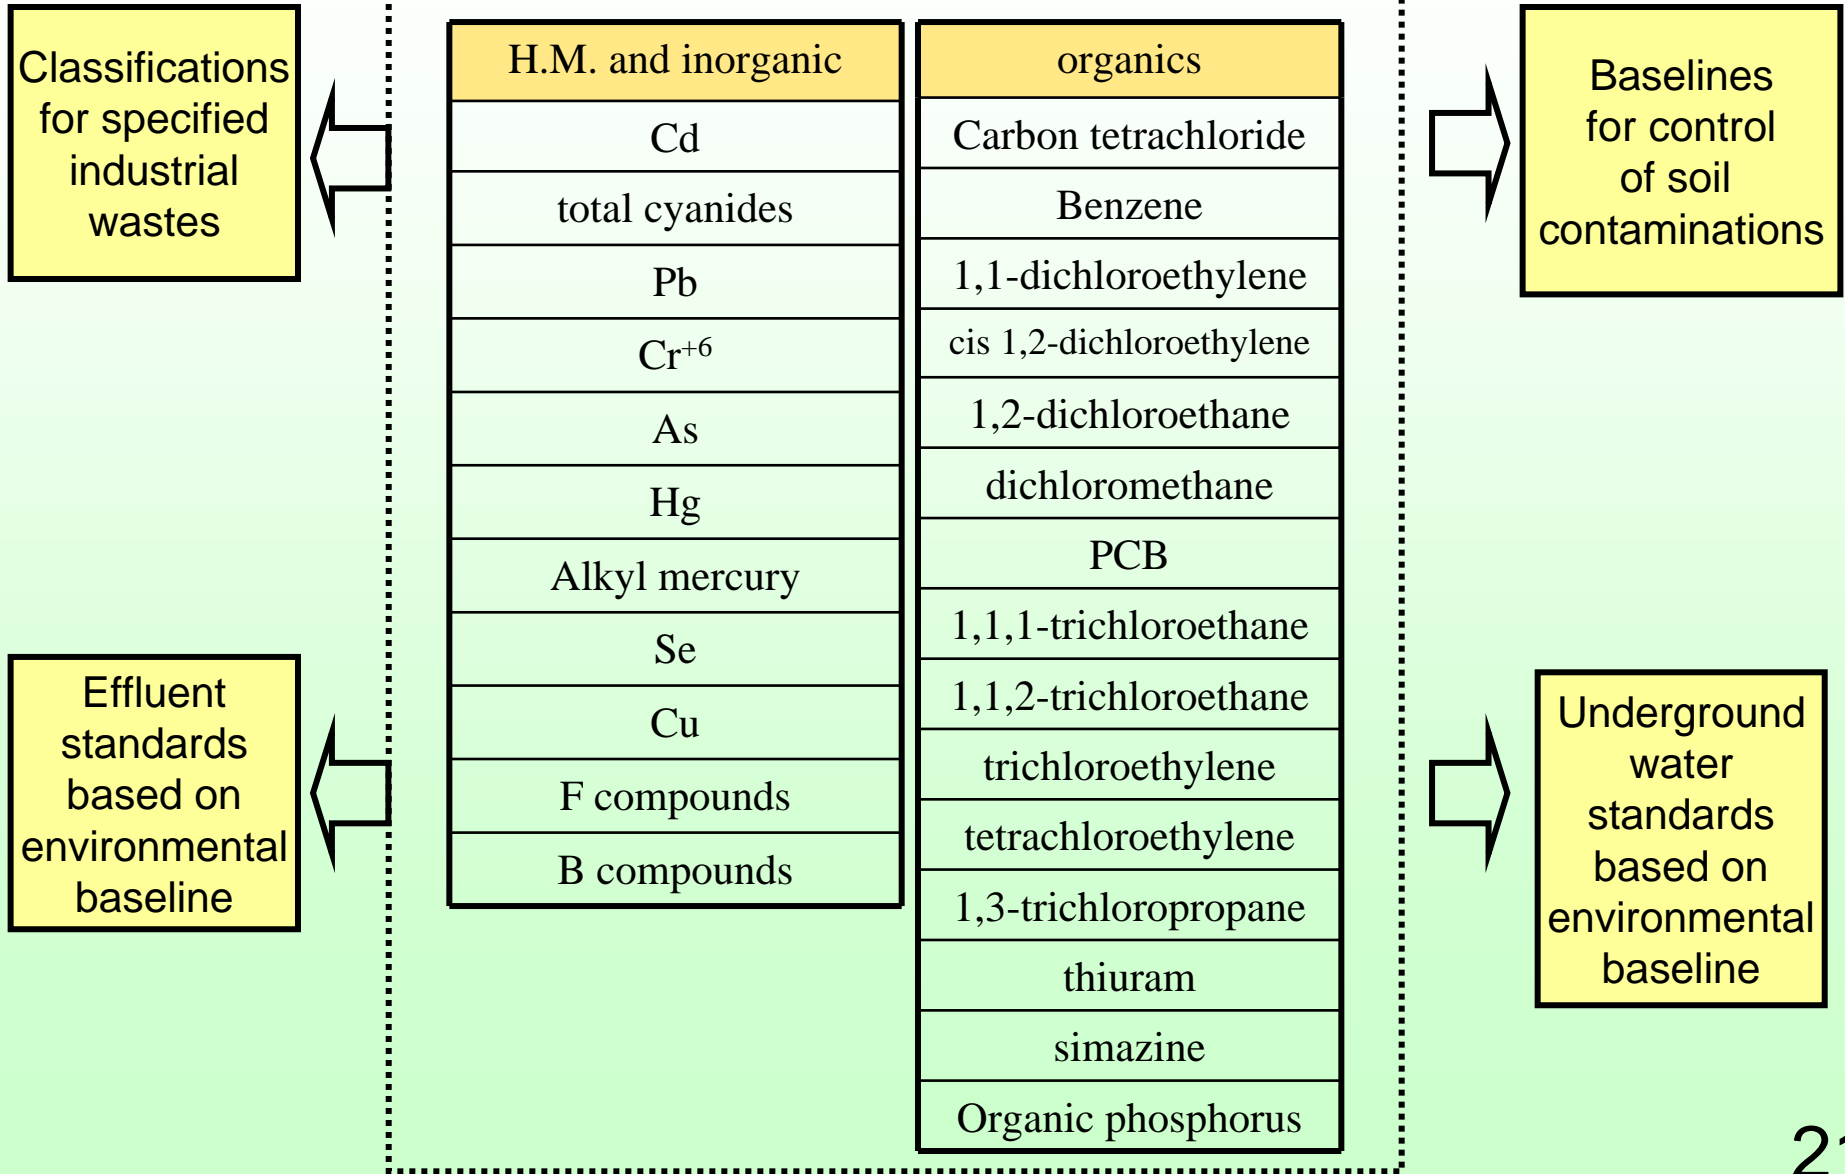 Classifications
for specified
industrial
wastes
Effluent
standards
based on
environmental
baseline
H.M. and inorganic
Cd
total cyanides
Pb
Cr+6
As
Hg
Alkyl mercury
Se
Cu
F compounds
B compounds
organics
Carbon tetrachloride
Benzene
1,1-dichloroethylene
cis 1,2-dichloroethylene
1,2-dichloroethane
dichloromethane
PCB
1,1,1-trichloroethane
1,1,2-trichloroethane
trichloroethylene
tetrachloroethylene
1,3-trichloropropane
thiuram
simazine
Organic phosphorus
Baselines
for control
of soil
contaminations
Underground
water
standards
based on
environmental
baseline